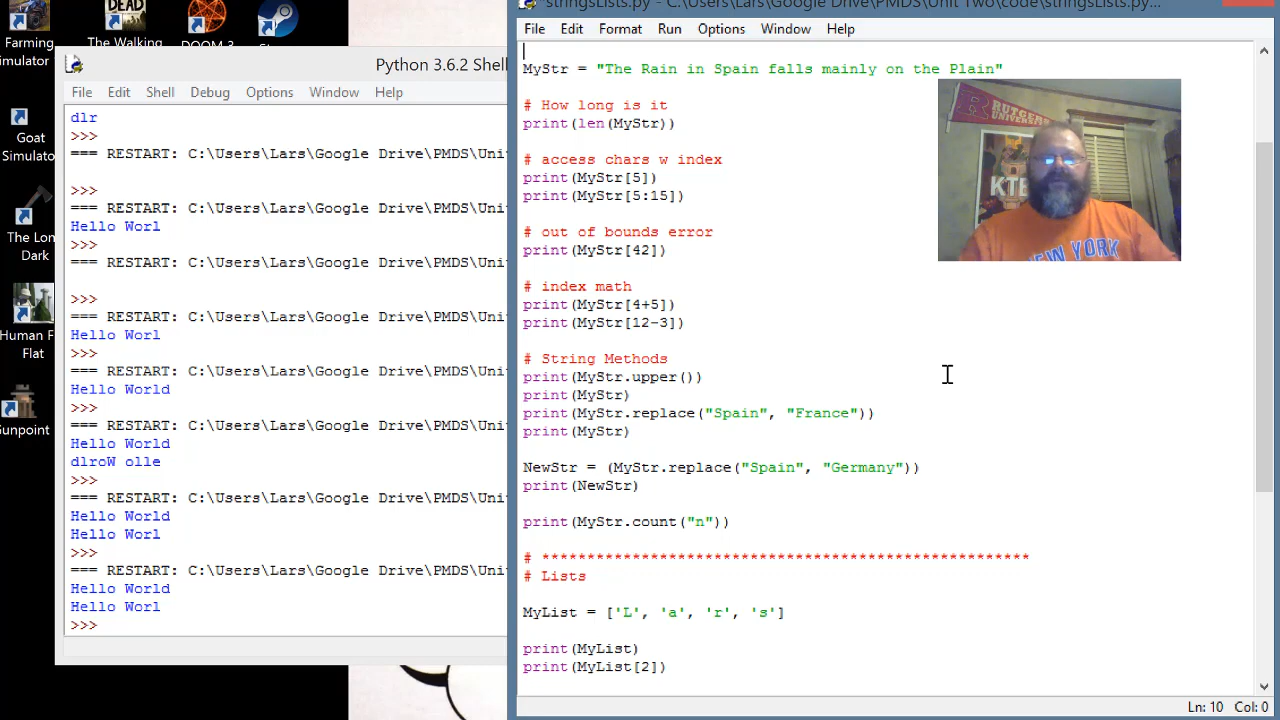 Farming
imulator
The Walking
DEAD
DOOM 3
Goat
Simulato
The Lon
Dark
Human F
Flat
Gunpoint
Python 3.6.2 Shell
File Edit Shell Debug Options Window Help
dlr
>>>
=== RESTART: C:\Users\Lars\Google Drive\PMDS\Uni
>>>
=== RESTART: C:\Users\Lars\Google Drive\PMDS\Uni
Hello Worl
>>>
=== RESTART: C:\Users\Lars\Google Drive\PMDS\Uni
>>>
=== RESTART: C:\Users\Lars\Google Drive\PMDS\Uni
Hello Worl
>>>
=== RESTART: C:\Users\Lars\Google Drive\PMDS\Uni
Hello World
>>>
=== RESTART: C:\Users\Lars\Google Drive\PMDS\Uni
Hello World
dlroW olle
>>>
=== RESTART: C:\Users\Lars\Google Drive\PMDS\Uni
Hello World
Hello Worl
>>>
=== RESTART: C:\Users\Lars\Google Drive\PMDS\Uni
Hello World
Hello Worl
>>>
*stringsLists.py - C:\Users\Lars\Google Drive\PMDS\Unit Two\code\stringsLists.py...
File Edit Format Run Options Window Help
MyStr = "The Rain in Spain falls mainly on the Plain"
# How long is it
print(len(MyStr))
# access chars w index
print(MyStr[5])
print(MyStr[5:15])
# out of bounds error
print(MyStr[42])
# index math
print(MyStr[4+5])
print(MyStr[12-3])
# String Methods
print(MyStr.upper())
print(MyStr)
print(MyStr.replace("Spain", "France"))
print(MyStr)
NewStr = (MyStr.replace("Spain", "Germany"))
print(NewStr)
print(MyStr.count("n"))
# ******************************************************
# Lists
MyList = ['L', 'a', 'r', 's']
print(MyList)
print(MyList[2])
Ln: 10 Col: 0
R RUTGERS
UNIVERSITY
KTE
NEW YORK